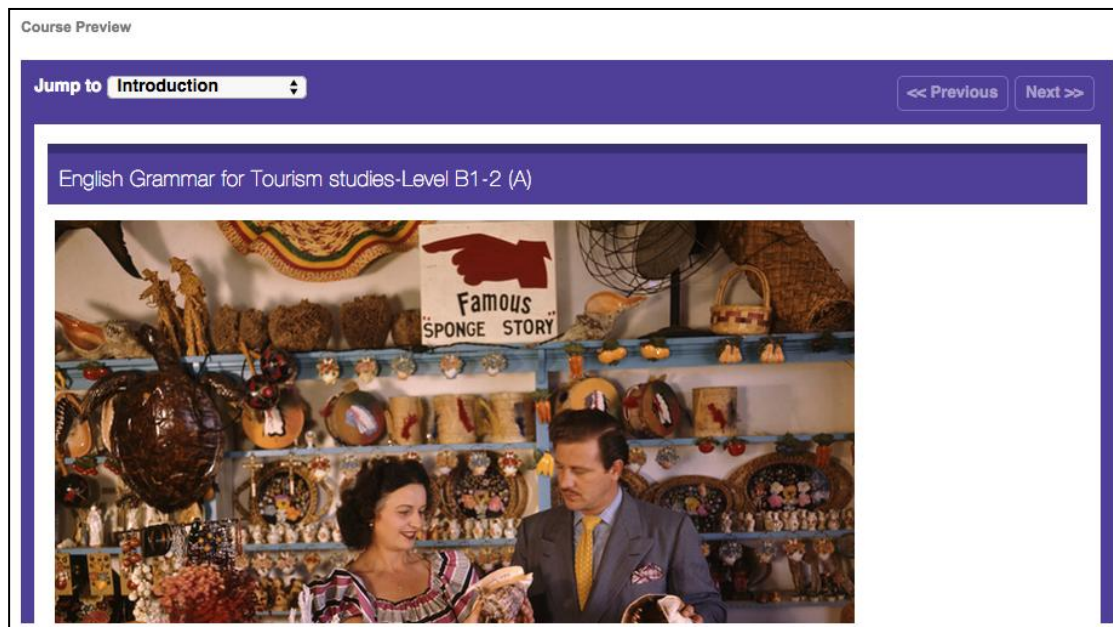 Course Preview
Jump to Introduction << Previous Next >>
English Grammar for Tourism studies-Level B1-2 (A)
Famous
"SPONGE STORY"